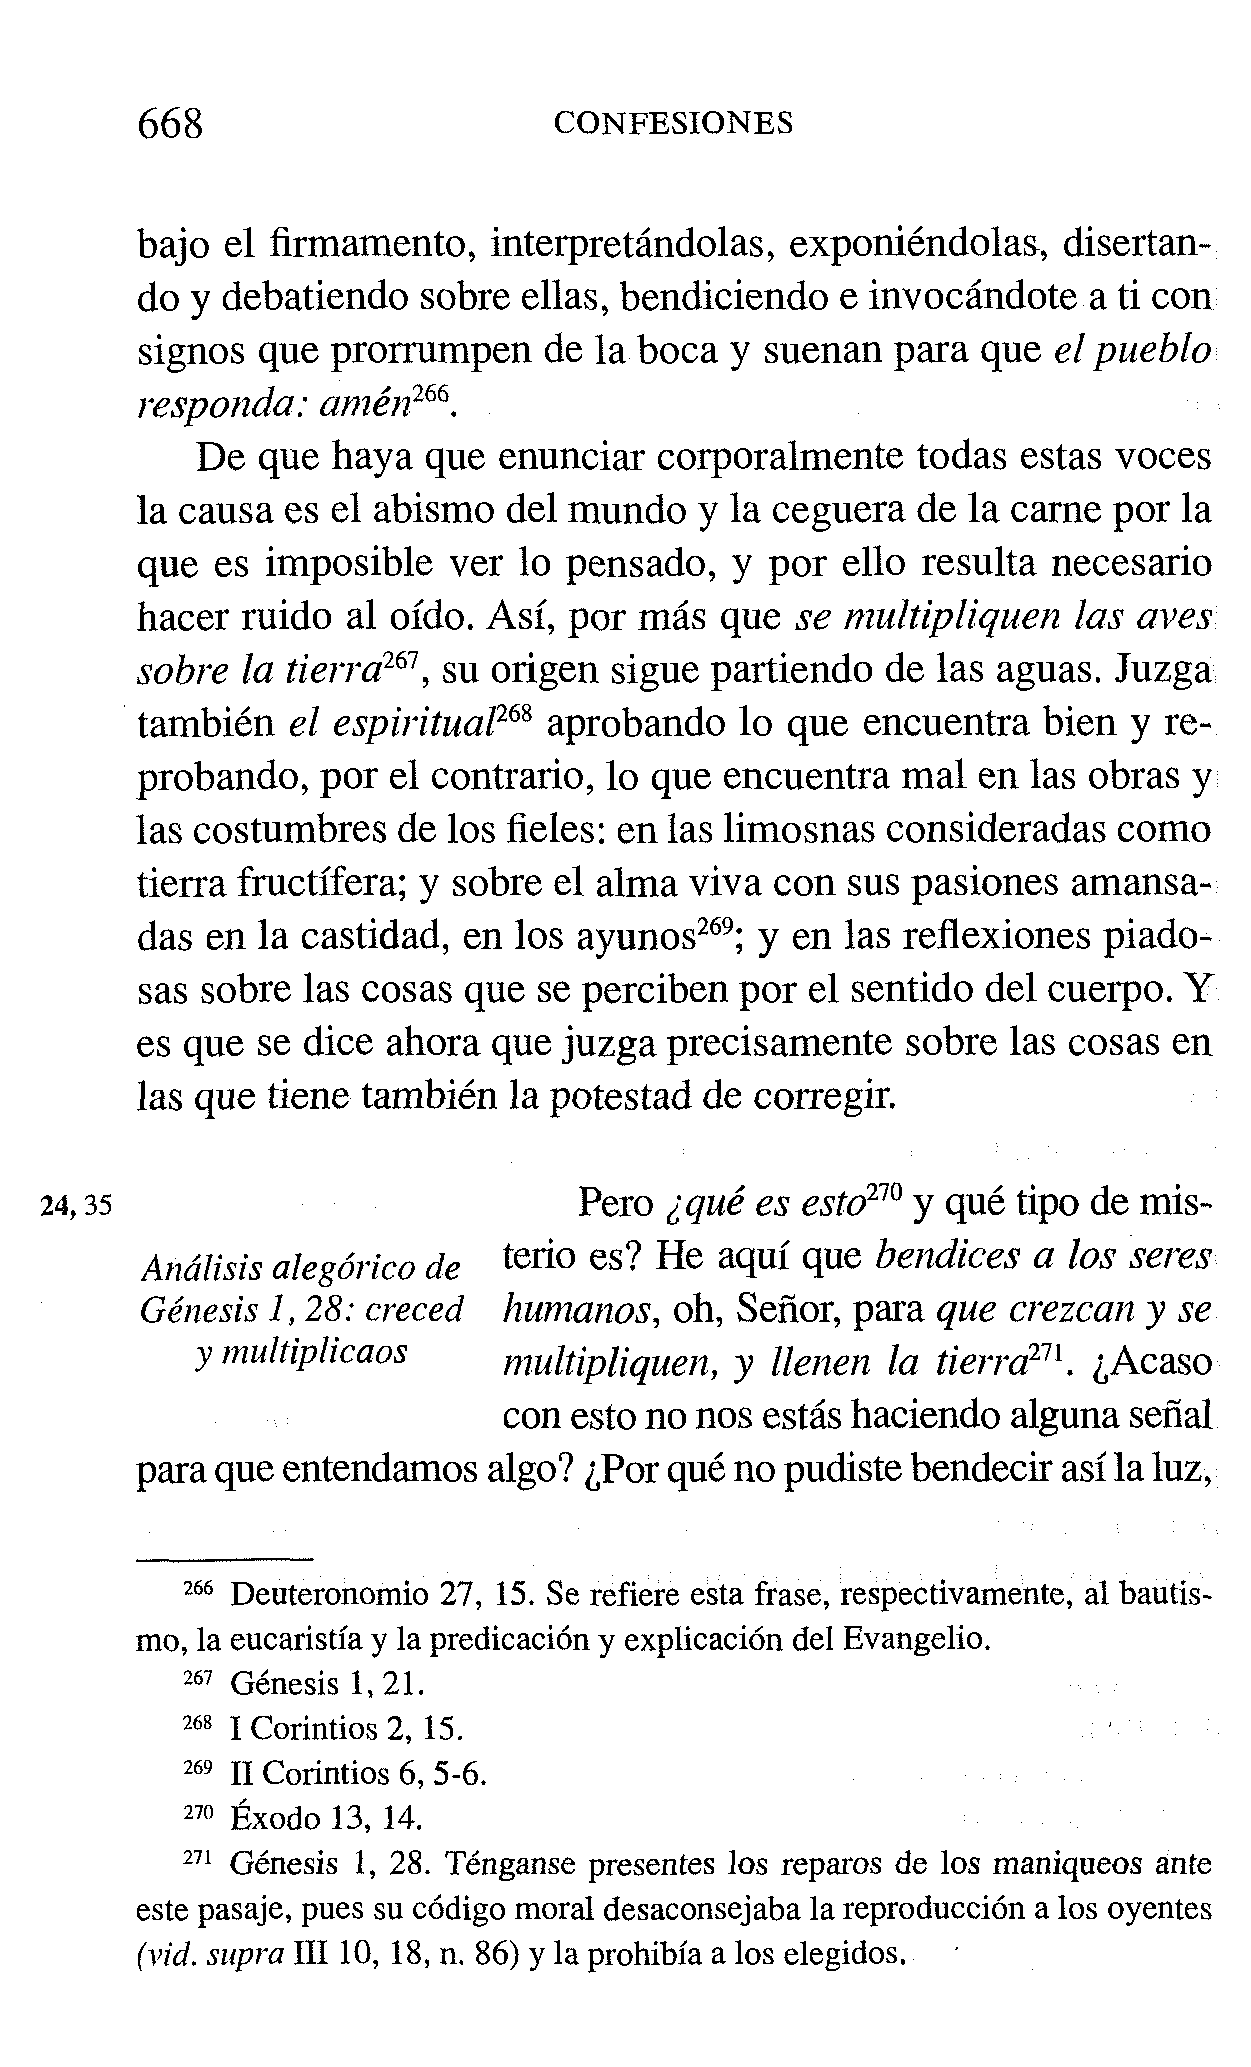 668 CONFESIONES
bajo el firmamento, interpretándolas, exponiéndolas, disertan-
do y debatiendo sobre ellas, bendiciendo e invocándote a ti con
signos que prorrumpen de la boca y suenan para que el pueblo
responda: amén²⁶⁶.
De que haya que enunciar corporalmente todas estas voces
la causa es el abismo del mundo y la ceguera de la carne por la
que es imposible ver lo pensado, y por ello resulta necesario
hacer ruido al oído. Así, por más que se multipliquen las aves
sobre la tierra²⁶⁷, su origen sigue partiendo de las aguas. Juzga
también el espiritual²⁶⁸ aprobando lo que encuentra bien y re-
probando, por el contrario, lo que encuentra mal en las obras y
las costumbres de los fieles: en las limosnas consideradas como
tierra fructífera; y sobre el alma viva con sus pasiones amansa-
das en la castidad, en los ayunos²⁶⁹; y en las reflexiones piado-
sas sobre las cosas que se perciben por el sentido del cuerpo. Y
es que se dice ahora que juzga precisamente sobre las cosas en
las que tiene también la potestad de corregir.
24, 35
Análisis alegórico de
Génesis 1, 28: creced
y multiplicaos
Pero ¿qué es esto²⁷⁰ y qué tipo de mis-
terio es? He aquí que bendices a los seres
humanos, oh, Señor, para que crezcan y se
multipliquen, y llenen la tierra²⁷¹. ¿Acaso
con esto no nos estás haciendo alguna señal
para que entendamos algo? ¿Por qué no pudiste bendecir así la luz,
²⁶⁶ Deuteronomio 27, 15. Se refiere esta frase, respectivamente, al bautis-
mo, la eucaristía y la predicación y explicación del Evangelio.
²⁶⁷ Génesis 1, 21.
²⁶⁸ I Corintios 2, 15.
²⁶⁹ II Corintios 6, 5-6.
²⁷⁰ Éxodo 13, 14.
²⁷¹ Génesis 1, 28. Ténganse presentes los reparos de los maniqueos ante
este pasaje, pues su código moral desaconsejaba la reproducción a los oyentes
(vid. supra III 10, 18, n. 86) y la prohibía a los elegidos.